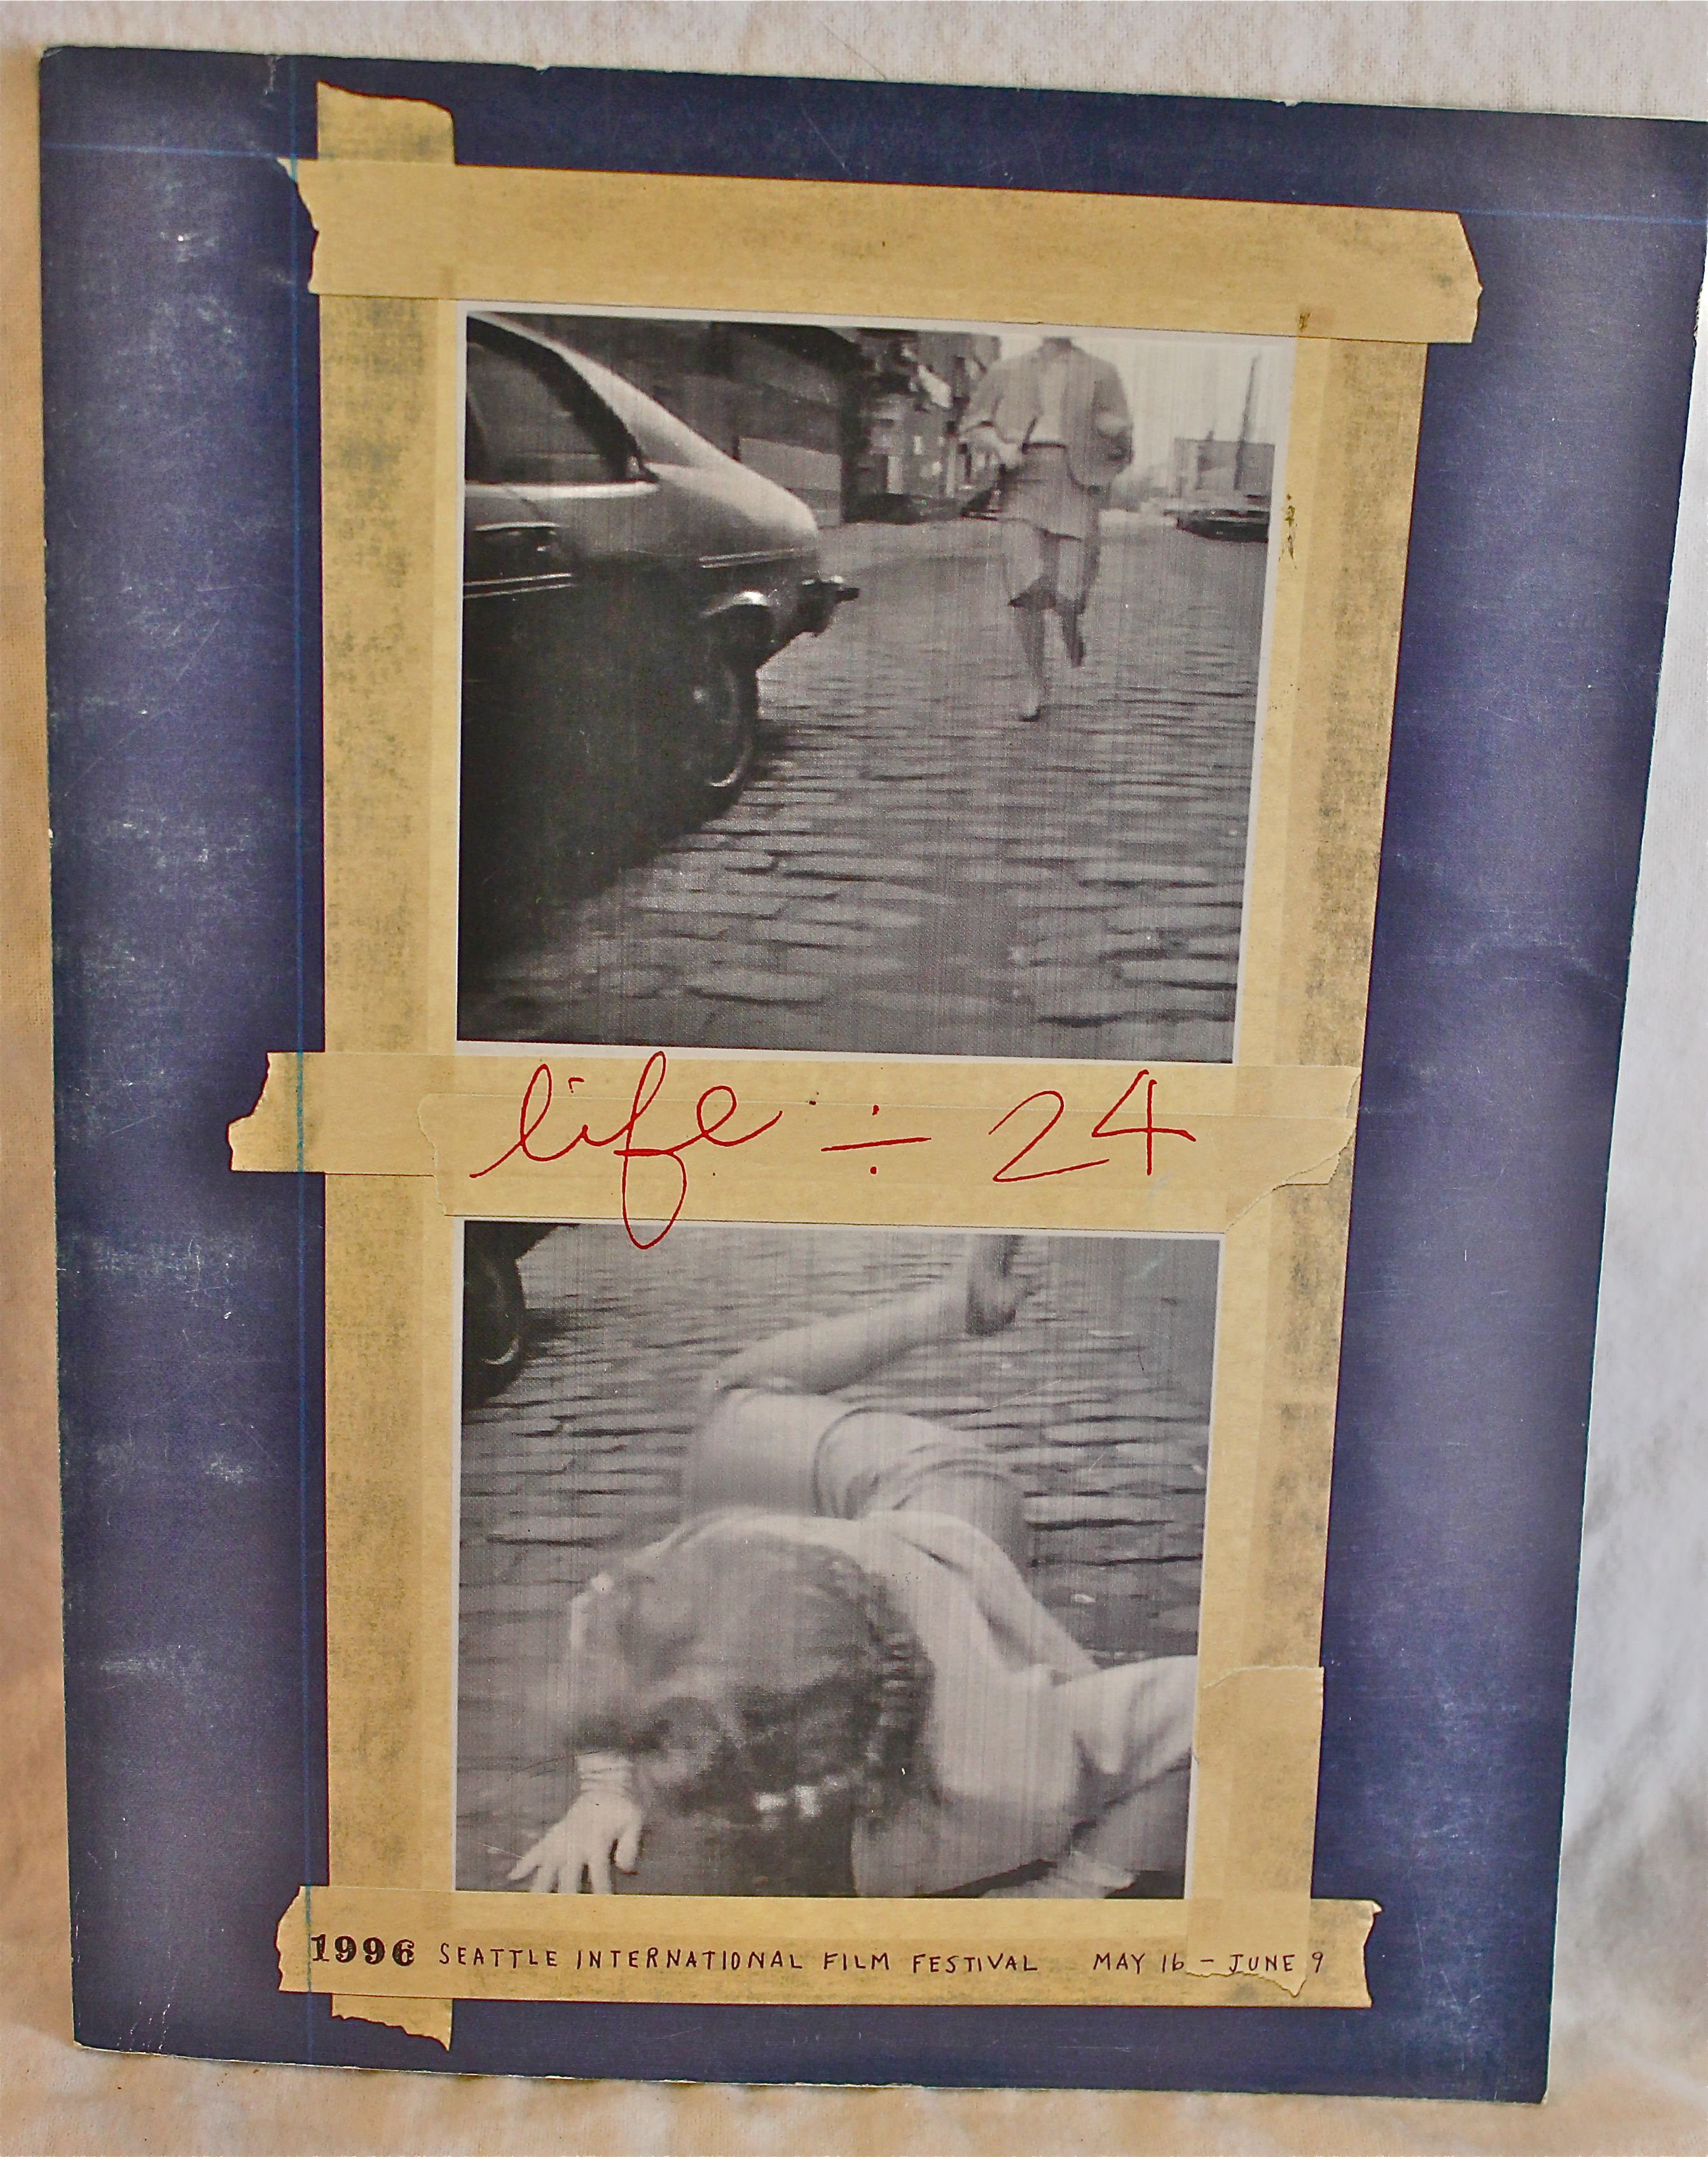 life ÷ 24
1996 SEATTLE INTERNATIONAL FILM FESTIVAL MAY 16 - JUNE 9